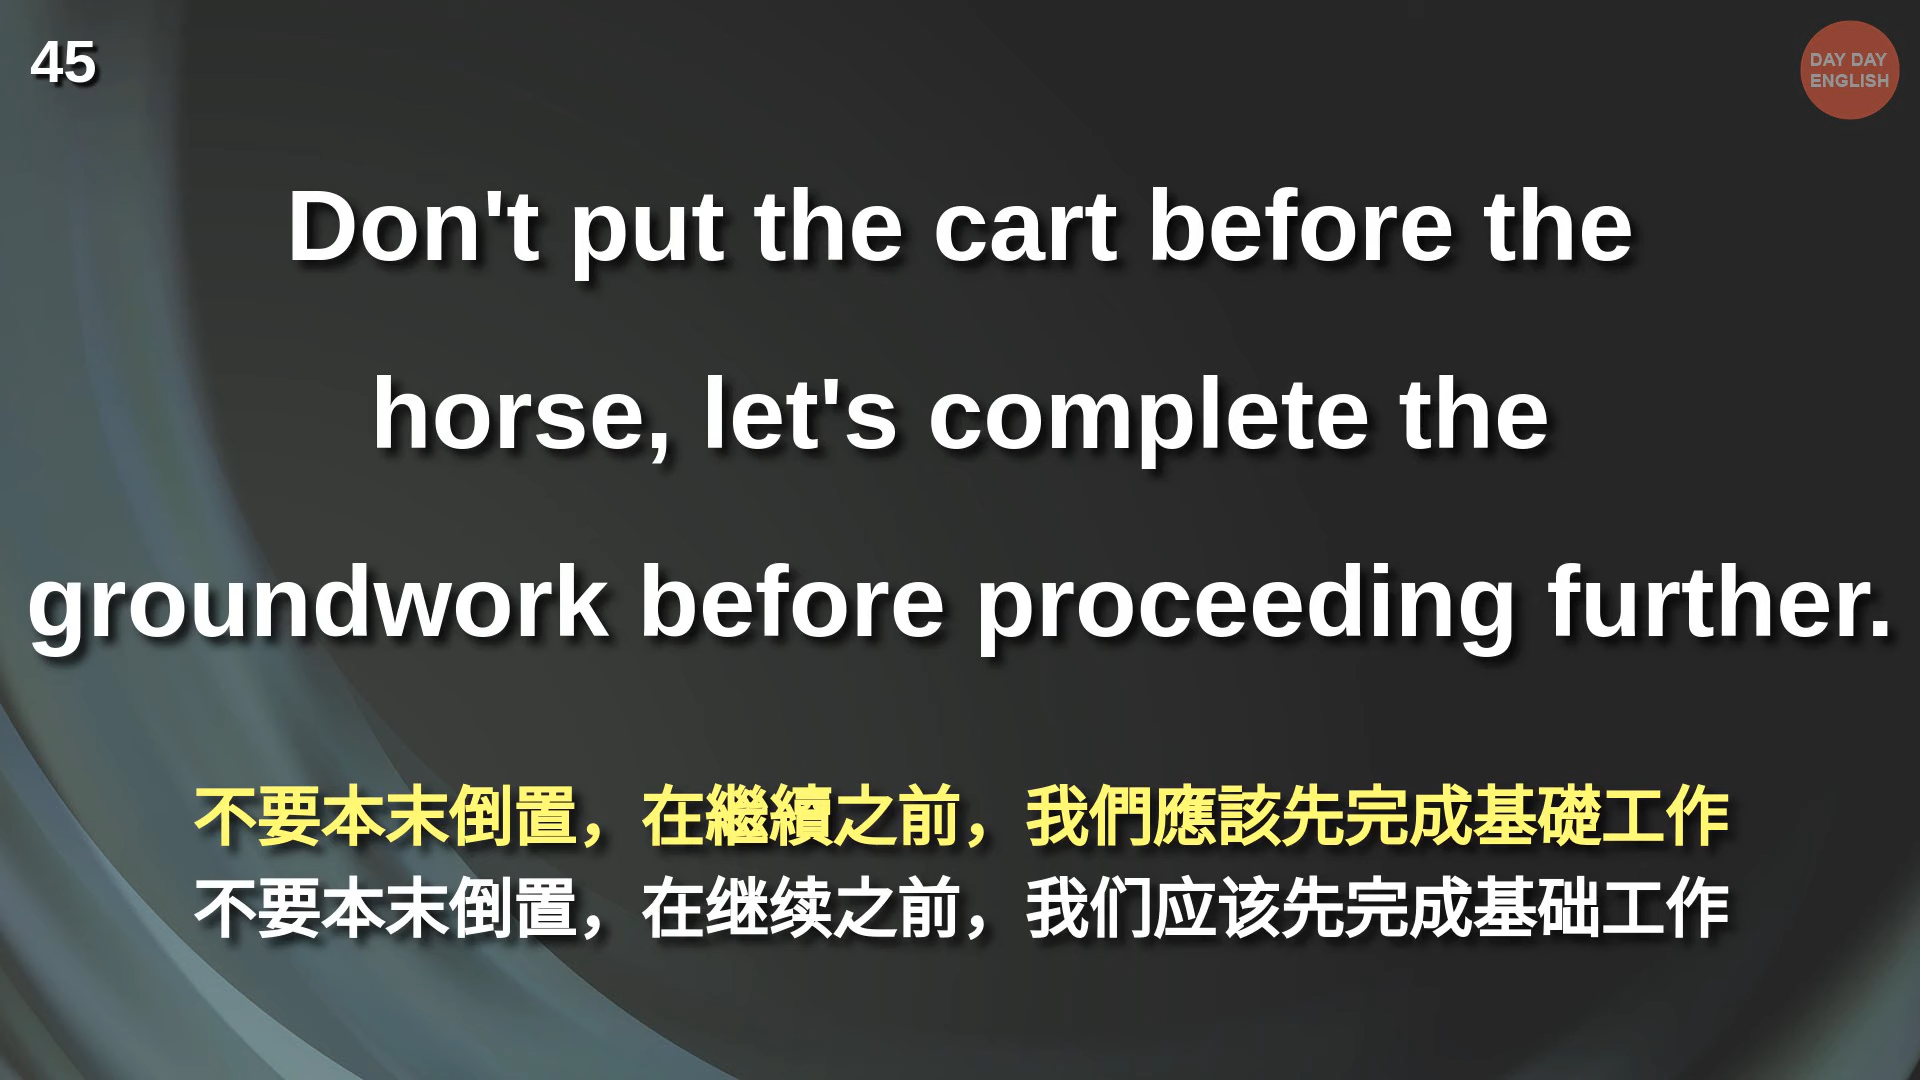 45
DAY DAY
ENGLISH
Don't put the cart before the
horse, let's complete the
groundwork before proceeding further.
不要本末倒置，在繼續之前，我們應該先完成基礎工作
不要本末倒置，在继续之前，我们应该先完成基础工作